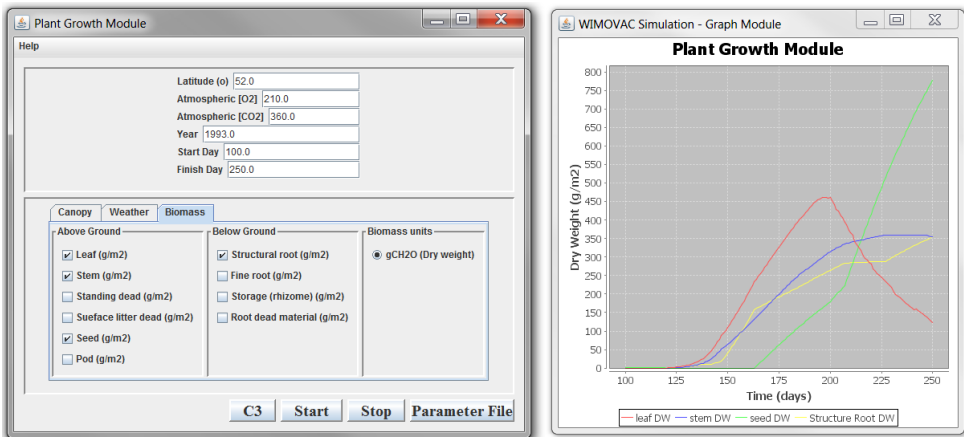 Plant Growth Module
Help
Latitude (o) 52.0
Atmospheric [O2] 210.0
Atmospheric [CO2] 360.0
Year 1993.0
Start Day 100.0
Finish Day 250.0
Canopy Weather Biomass
Above Ground
Leaf (g/m2)
Stem (g/m2)
Standing dead (g/m2)
Sueface litter dead (g/m2)
Seed (g/m2)
Pod (g/m2)
Below Ground
Structural root (g/m2)
Fine root (g/m2)
Storage (rhizome) (g/m2)
Root dead material (g/m2)
Biomass units
gCH2O (Dry weight)
C3 Start Stop Parameter File
WIMOVAC Simulation - Graph Module
Plant Growth Module
Dry Weight (g/m2)
800
750
700
650
600
550
500
450
400
350
300
250
200
150
100
50
0
100 125 150 175 200 225 250
Time (days)
leaf DW stem DW seed DW Structure Root DW